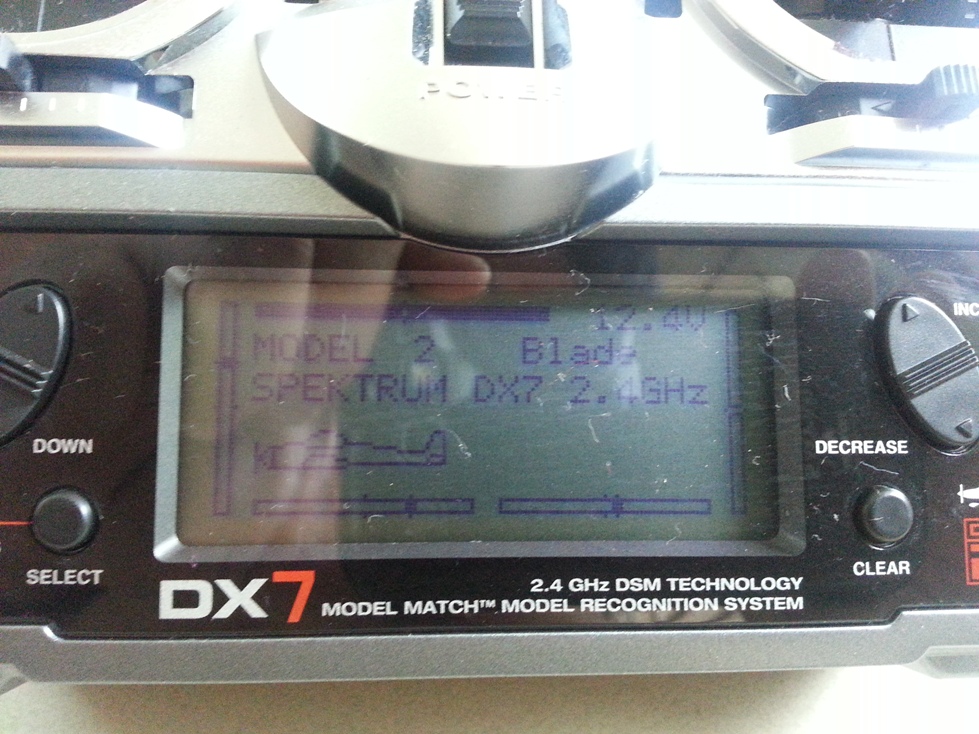 POWER
12.4V
MODEL 2 Blade
SPEKTRUM DX7 2.4GHz
INC
DOWN
DECREASE
SELECT
CLEAR
DX7
2.4 GHz DSM TECHNOLOGY
MODEL MATCH™ MODEL RECOGNITION SYSTEM